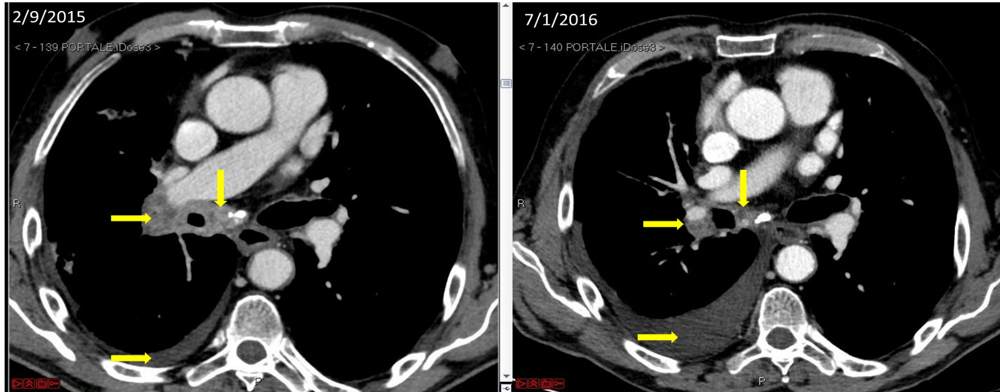 2/9/2015
< 7 - 139 PORTALE,iDose3 >
R
P
7/1/2016
< 7 - 140 PORTALE,iDose3 >
R
P